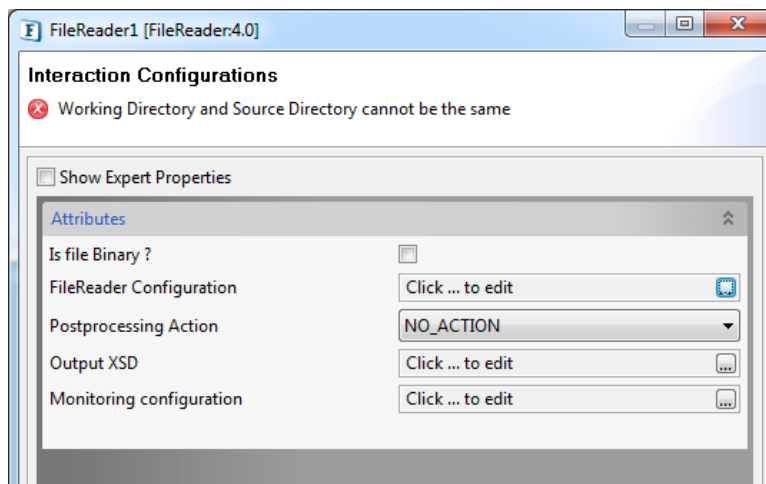 FileReader1 [FileReader:4.0]
Interaction Configurations
Working Directory and Source Directory cannot be the same
Show Expert Properties
Attributes
Is file Binary ?
FileReader Configuration Click ... to edit ...
Postprocessing Action NO_ACTION
Output XSD Click ... to edit ...
Monitoring configuration Click ... to edit ...